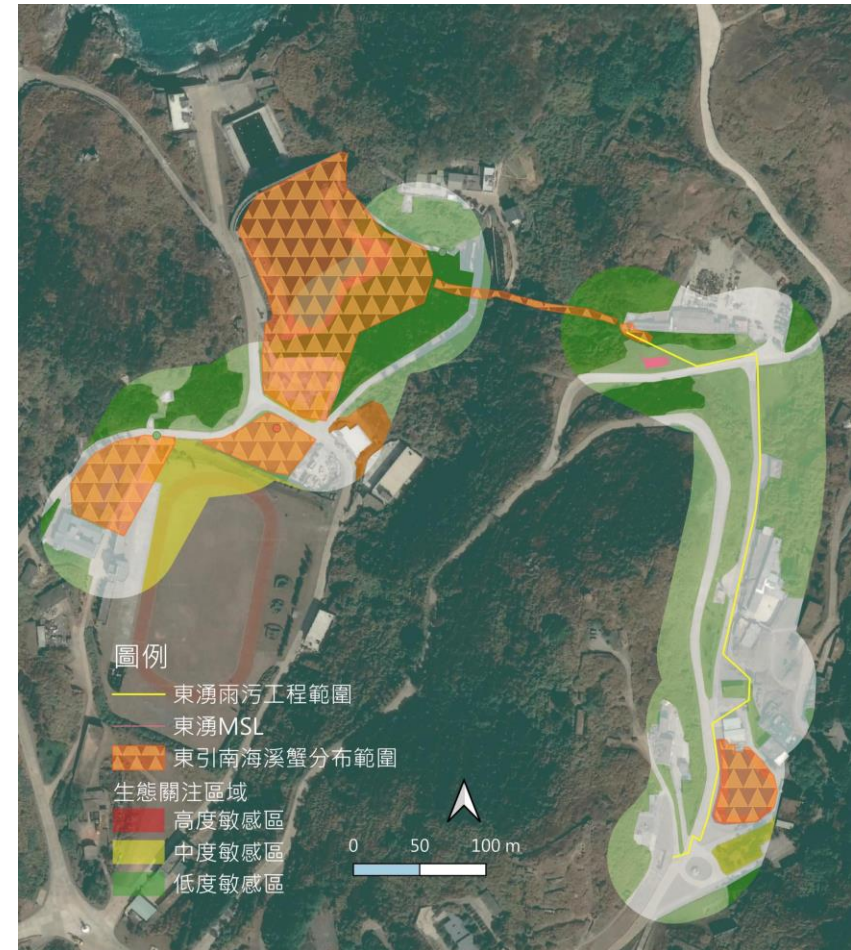 圖例
東湧雨污工程範圍
東湧MSL
東引南海溪蟹分布範圍
生態關注區域
高度敏感區
中度敏感區
低度敏感區
0 50 100 m